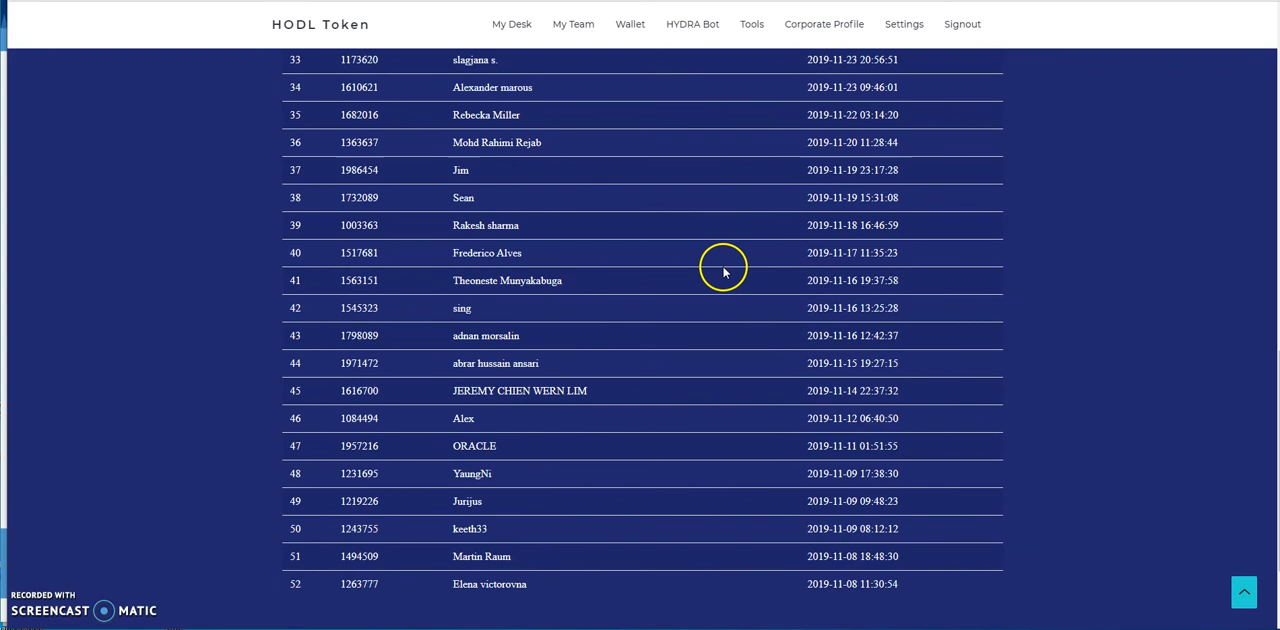 HODL Token My Desk My Team Wallet HYDRA Bot Tools Corporate Profile Settings Signout
33 1173620 slagjana s. 2019-11-23 20:56:51
34 1610621 Alexander marous 2019-11-23 09:46:01
35 1682016 Rebecka Miller 2019-11-22 03:14:20
36 1363637 Mohd Rahimi Rejab 2019-11-20 11:28:44
37 1986454 Jim 2019-11-19 23:17:28
38 1732089 Sean 2019-11-19 15:31:08
39 1003363 Rakesh sharma 2019-11-18 16:46:59
40 1517681 Frederico Alves 2019-11-17 11:35:23
41 1563151 Theoneste Munyakabuga 2019-11-16 19:37:58
42 1545323 sing 2019-11-16 13:25:28
43 1798089 adnan morsalin 2019-11-16 12:42:37
44 1971472 abrar hussain ansari 2019-11-15 19:27:15
45 1616700 JEREMY CHIEN WERN LIM 2019-11-14 22:37:32
46 1084494 Alex 2019-11-12 06:40:50
47 1957216 ORACLE 2019-11-11 01:51:55
48 1231695 YaungNi 2019-11-09 17:38:30
49 1219226 Jurijus 2019-11-09 09:48:23
50 1243755 keeth33 2019-11-09 08:12:12
51 1494509 Martin Raum 2019-11-08 18:48:30
52 1263777 Elena victorovna 2019-11-08 11:30:54
RECORDED WITH
SCREENCAST MATIC